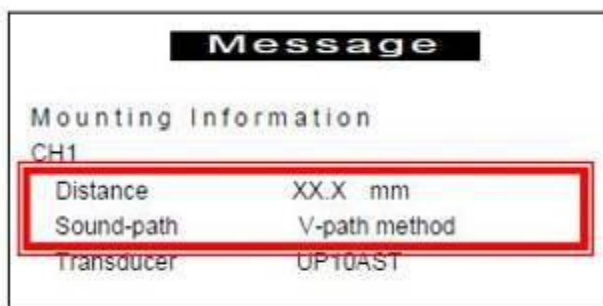 Message
Mounting Information
CH1
Distance XX.X mm
Sound-path V-path method
Transducer UP10AST